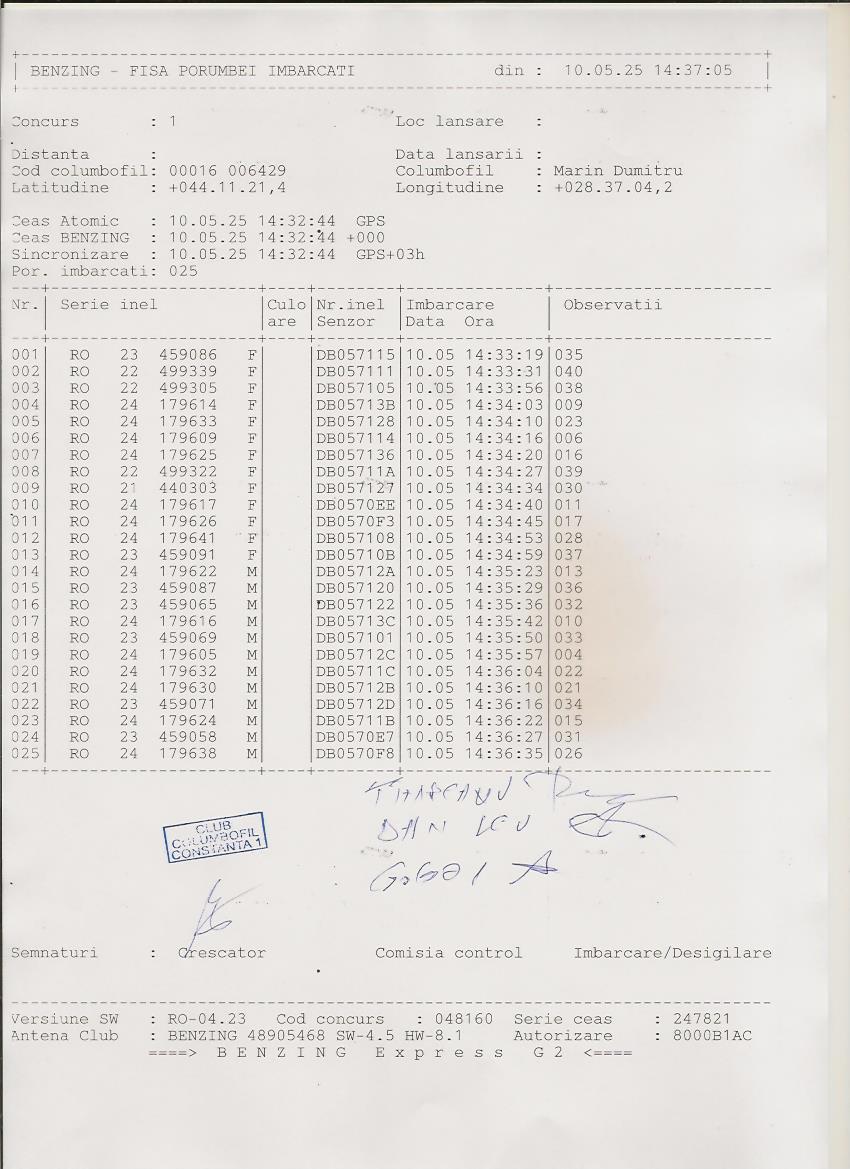 BENZING - FISA PORUMBEI IMBARCATI din : 10.05.25 14:37:05
Concurs : 1 Loc lansare :
Distanta : Data lansarii :
Cod columbofil: 00016 006429 Columbofil : Marin Dumitru
Latitudine : +044.11.21,4 Longitudine : +028.37.04,2
Ceas Atomic : 10.05.25 14:32:44 GPS
Ceas BENZING : 10.05.25 14:32:44 +000
Sincronizare : 10.05.25 14:32:44 GPS+03h
Por. imbarcati: 025
Nr. Serie inel Culo Nr.inel Imbarcare Observatii
are Senzor Data Ora
001 RO 23 459086 F DB057115 10.05 14:33:19 035
002 RO 22 499339 F DB057111 10.05 14:33:31 040
003 RO 22 499305 F DB057105 10.05 14:33:56 038
004 RO 24 179614 F DB05713B 10.05 14:34:03 009
005 RO 24 179633 F DB057128 10.05 14:34:10 023
006 RO 24 179609 F DB057114 10.05 14:34:16 006
007 RO 24 179625 F DB057136 10.05 14:34:20 016
008 RO 22 499322 F DB05711A 10.05 14:34:27 039
009 RO 21 440303 F DB057127 10.05 14:34:34 030
010 RO 24 179617 F DB0570EE 10.05 14:34:40 011
011 RO 24 179626 F DB0570F3 10.05 14:34:45 017
012 RO 24 179641 F DB057108 10.05 14:34:53 028
013 RO 23 459091 F DB05710B 10.05 14:34:59 037
014 RO 24 179622 M DB05712A 10.05 14:35:23 013
015 RO 23 459087 M DB057120 10.05 14:35:29 036
016 RO 23 459065 M DB057122 10.05 14:35:36 032
017 RO 24 179616 M DB05713C 10.05 14:35:42 010
018 RO 23 459069 M DB057101 10.05 14:35:50 033
019 RO 24 179605 M DB05712C 10.05 14:35:57 004
020 RO 24 179632 M DB05711C 10.05 14:36:04 022
021 RO 24 179630 M DB05712B 10.05 14:36:10 021
022 RO 23 459071 M DB05712D 10.05 14:36:16 034
023 RO 24 179624 M DB05711B 10.05 14:36:22 015
024 RO 23 459058 M DB0570E7 10.05 14:36:27 031
025 RO 24 179638 M DB0570F8 10.05 14:36:35 026
DAN
CLUB
COLUMBOFIL
CONSTANTA 1
Semnaturi : Crescator Comisia control Imbarcare/Desigilare
Versiune SW : RO-04.23 Cod concurs : 048160 Serie ceas : 247821
Antena Club : BENZING 48905468 SW-4.5 HW-8.1 Autorizare : 8000B1AC
====> B E N Z I N G E x p r e s s G 2 <====